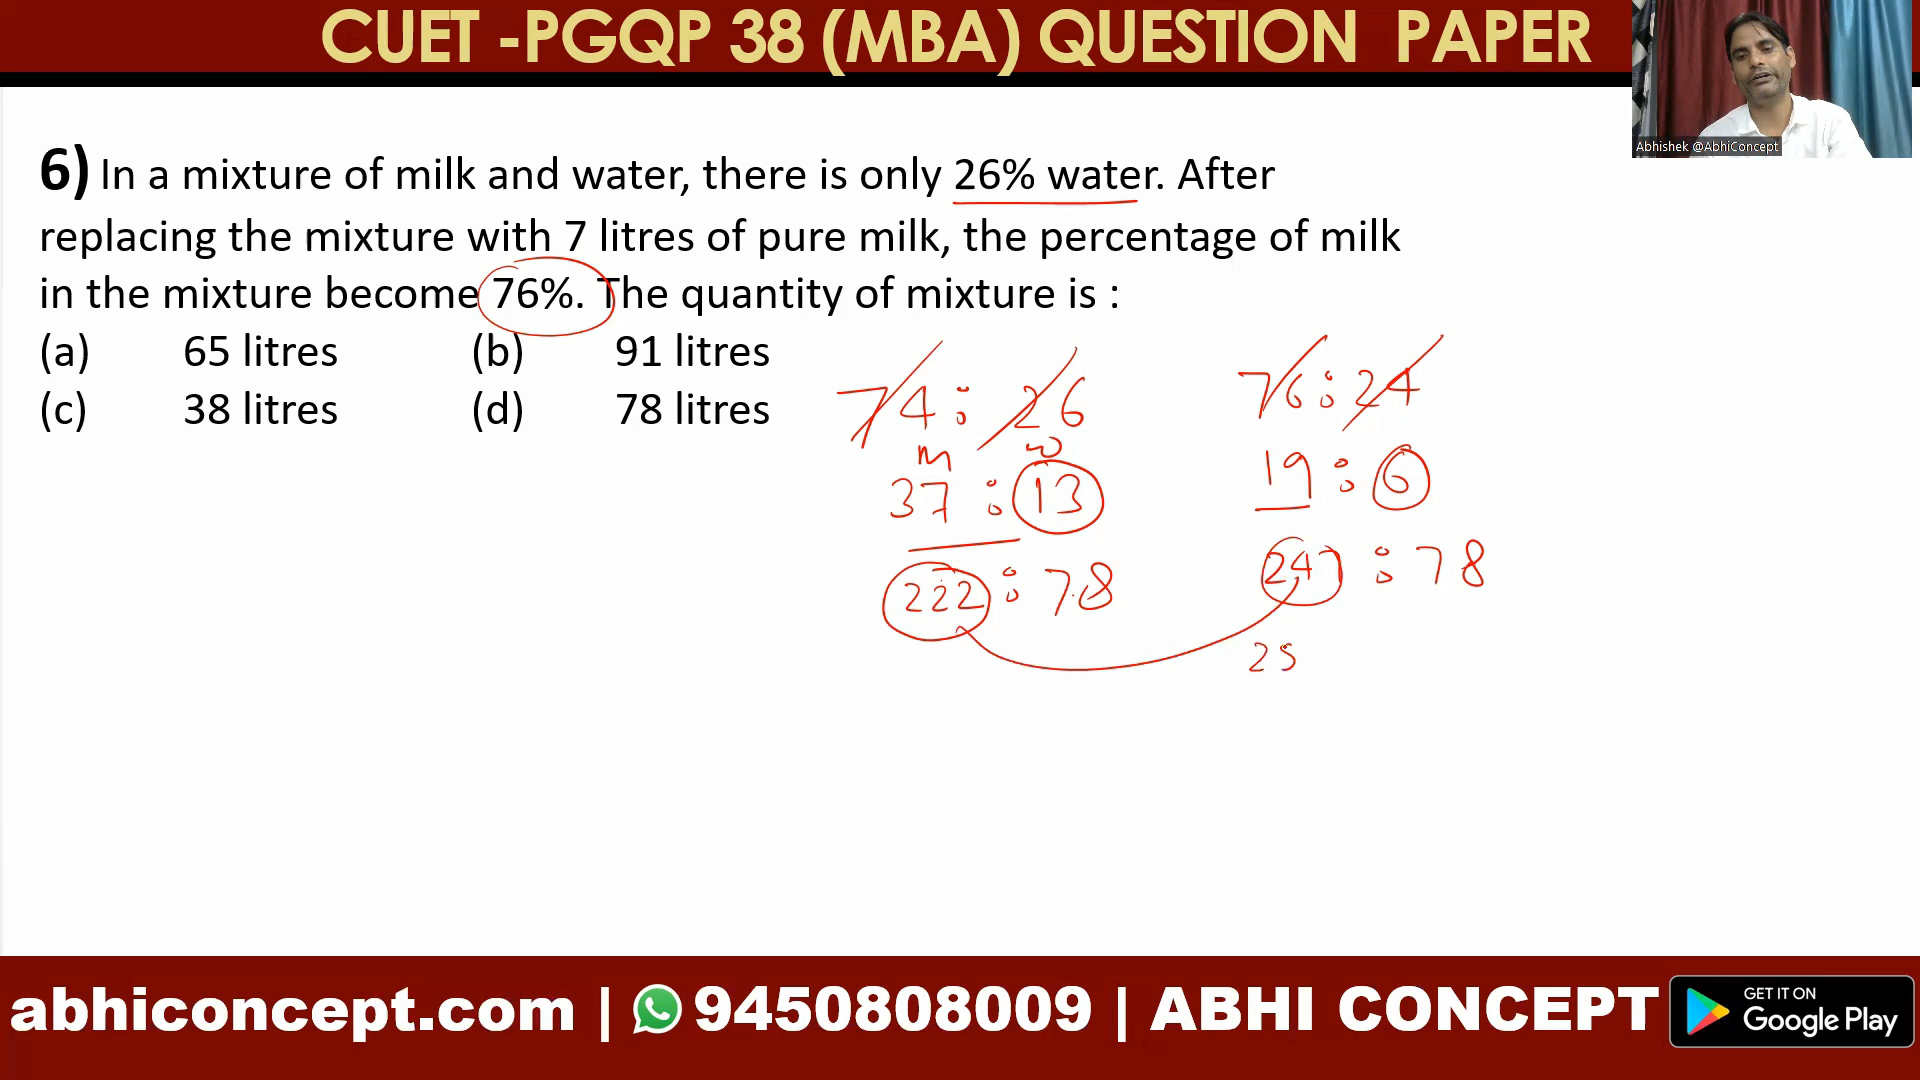 CUET -PGQP 38 (MBA) QUESTION PAPER
Abhishek @AbhiConcept
6) In a mixture of milk and water, there is only 26% water. After
replacing the mixture with 7 litres of pure milk, the percentage of milk
in the mixture become 76%. The quantity of mixture is :
(a) 65 litres (b) 91 litres
(c) 38 litres (d) 78 litres
74 : 26
m w
37 : 13
222 : 78
76 : 24
19 : 6
247 : 78
25
abhiconcept.com | 9450808009 | ABHI CONCEPT
GET IT ON
Google Play